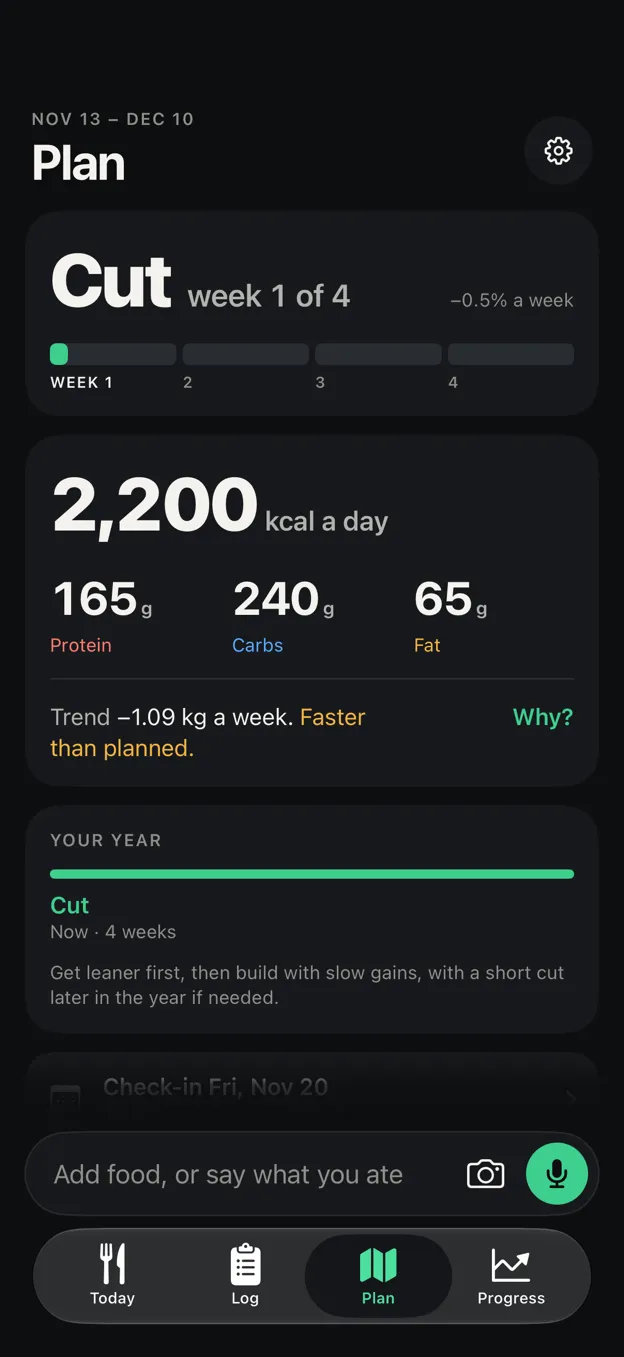 NOV 13 – DEC 10
Plan
Cut week 1 of 4
−0.5% a week
WEEK 1
2
3
4
2,200 kcal a day
165 g
240 g
65 g
Protein
Carbs
Fat
Trend −1.09 kg a week. Faster
than planned.
Why?
YOUR YEAR
Cut
Now · 4 weeks
Get leaner first, then build with slow gains, with a short cut
later in the year if needed.
Check-in Fri, Nov 20
Add food, or say what you ate
Today
Log
Plan
Progress